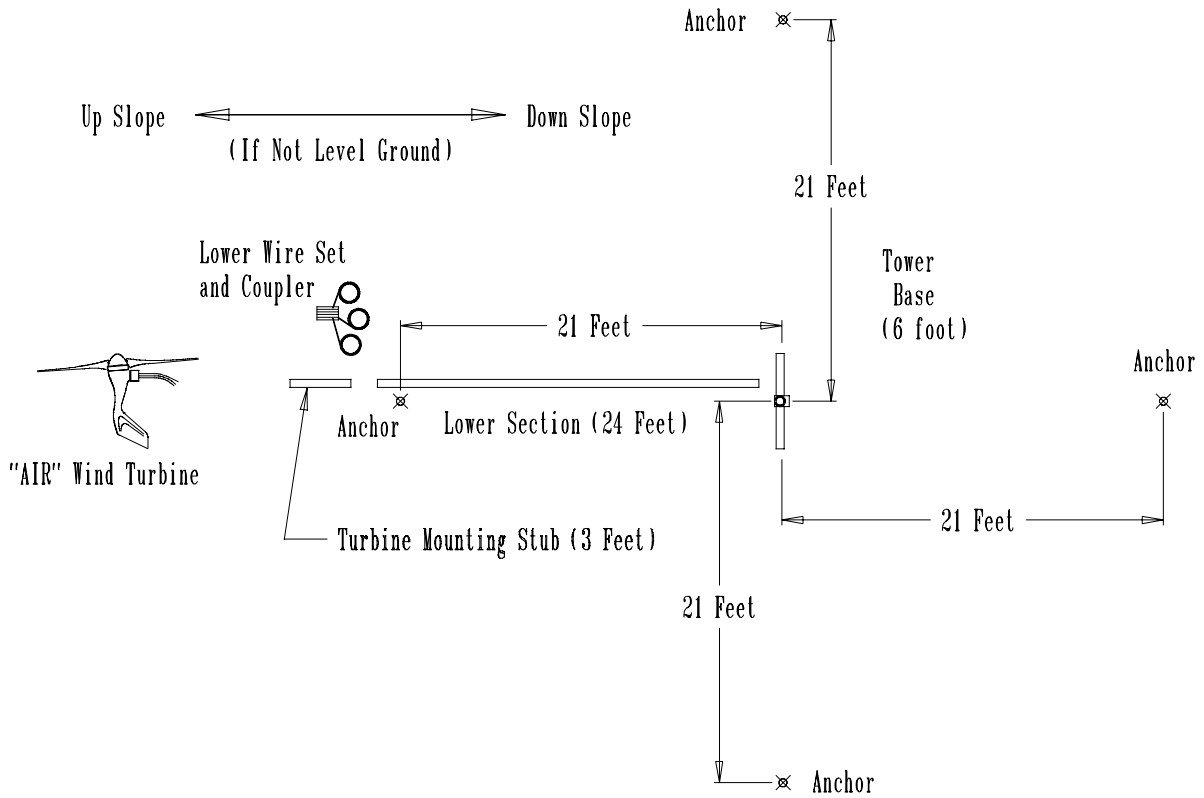 Anchor
Up Slope
Down Slope
(If Not Level Ground)
21 Feet
Lower Wire Set
and Coupler
Tower
Base
(6 foot)
21 Feet
Anchor
Anchor
Lower Section (24 Feet)
"AIR" Wind Turbine
21 Feet
Turbine Mounting Stub (3 Feet)
21 Feet
Anchor